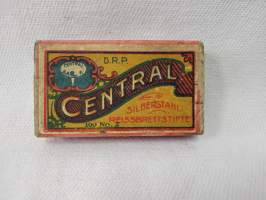 D.R.P.
CENTRAL
SILBERSTAHL
REISSBRETTSTIFTE
100 No. 2